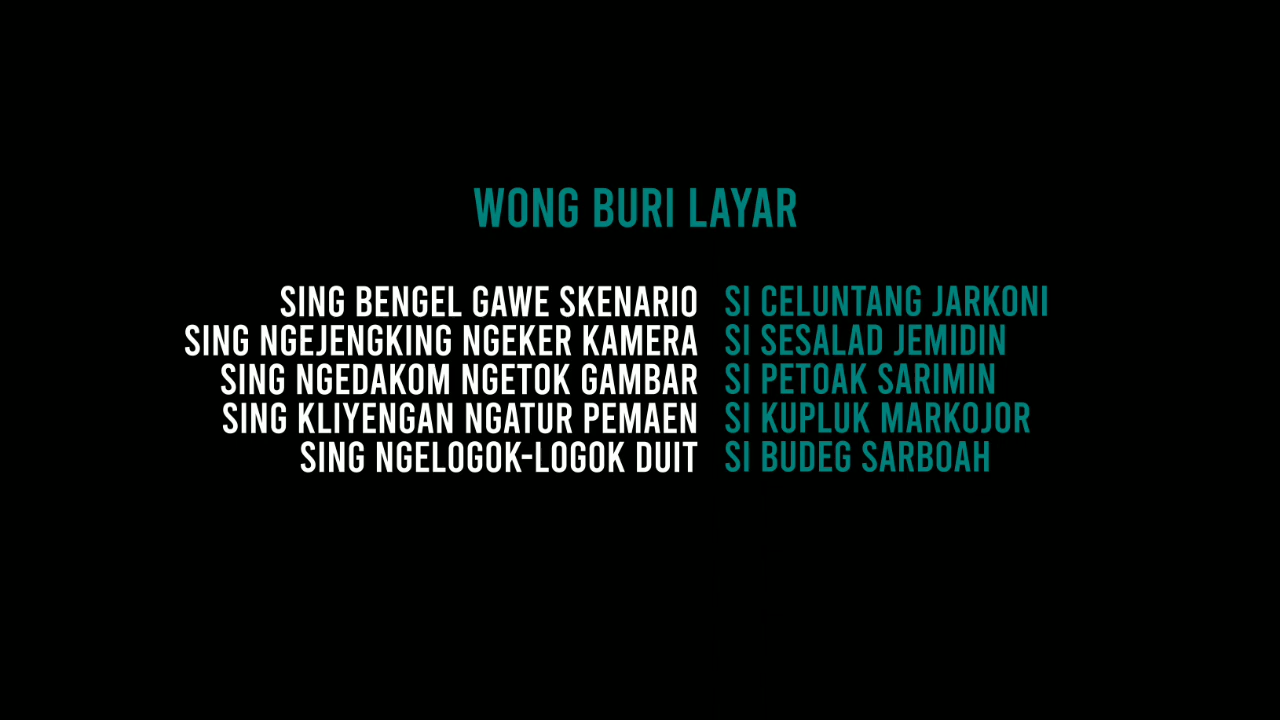 WONG BURI LAYAR
SING BENGEL GAWE SKENARIO SI CELUNTANG JARKONI
SING NGEJENGKING NGEKER KAMERA SI SESALAD JEMIDIN
SING NGEDAKOM NGETOK GAMBAR SI PETOAK SARIMIN
SING KLIYENGAN NGATUR PEMAEN SI KUPLUK MARKOJOR
SING NGELOGOK-LOGOK DUIT SI BUDEG SARBOAH